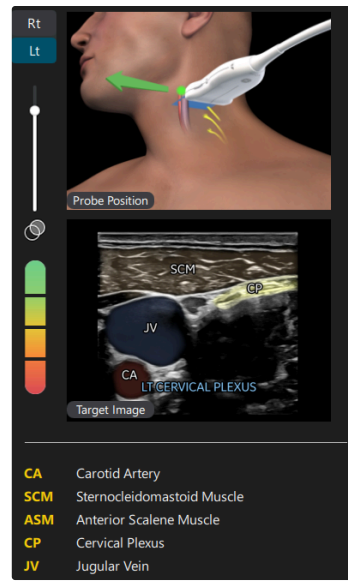 Rt
Lt
Probe Position
SCM
CP
JV
CA
LT CERVICAL PLEXUS
Target Image
CA Carotid Artery
SCM Sternocleidomastoid Muscle
ASM Anterior Scalene Muscle
CP Cervical Plexus
JV Jugular Vein